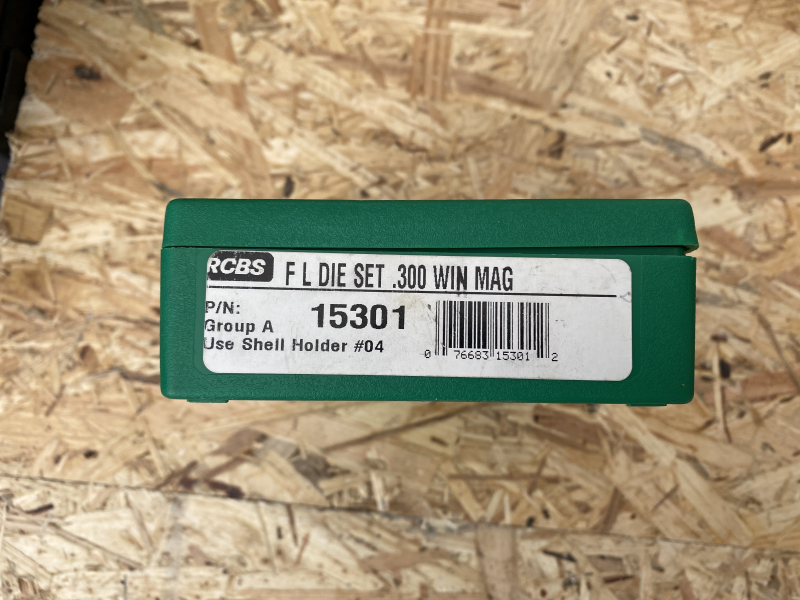 RCBS F L DIE SET .300 WIN MAG
P/N: 15301
Group A
Use Shell Holder #04
0 76683 15301 2